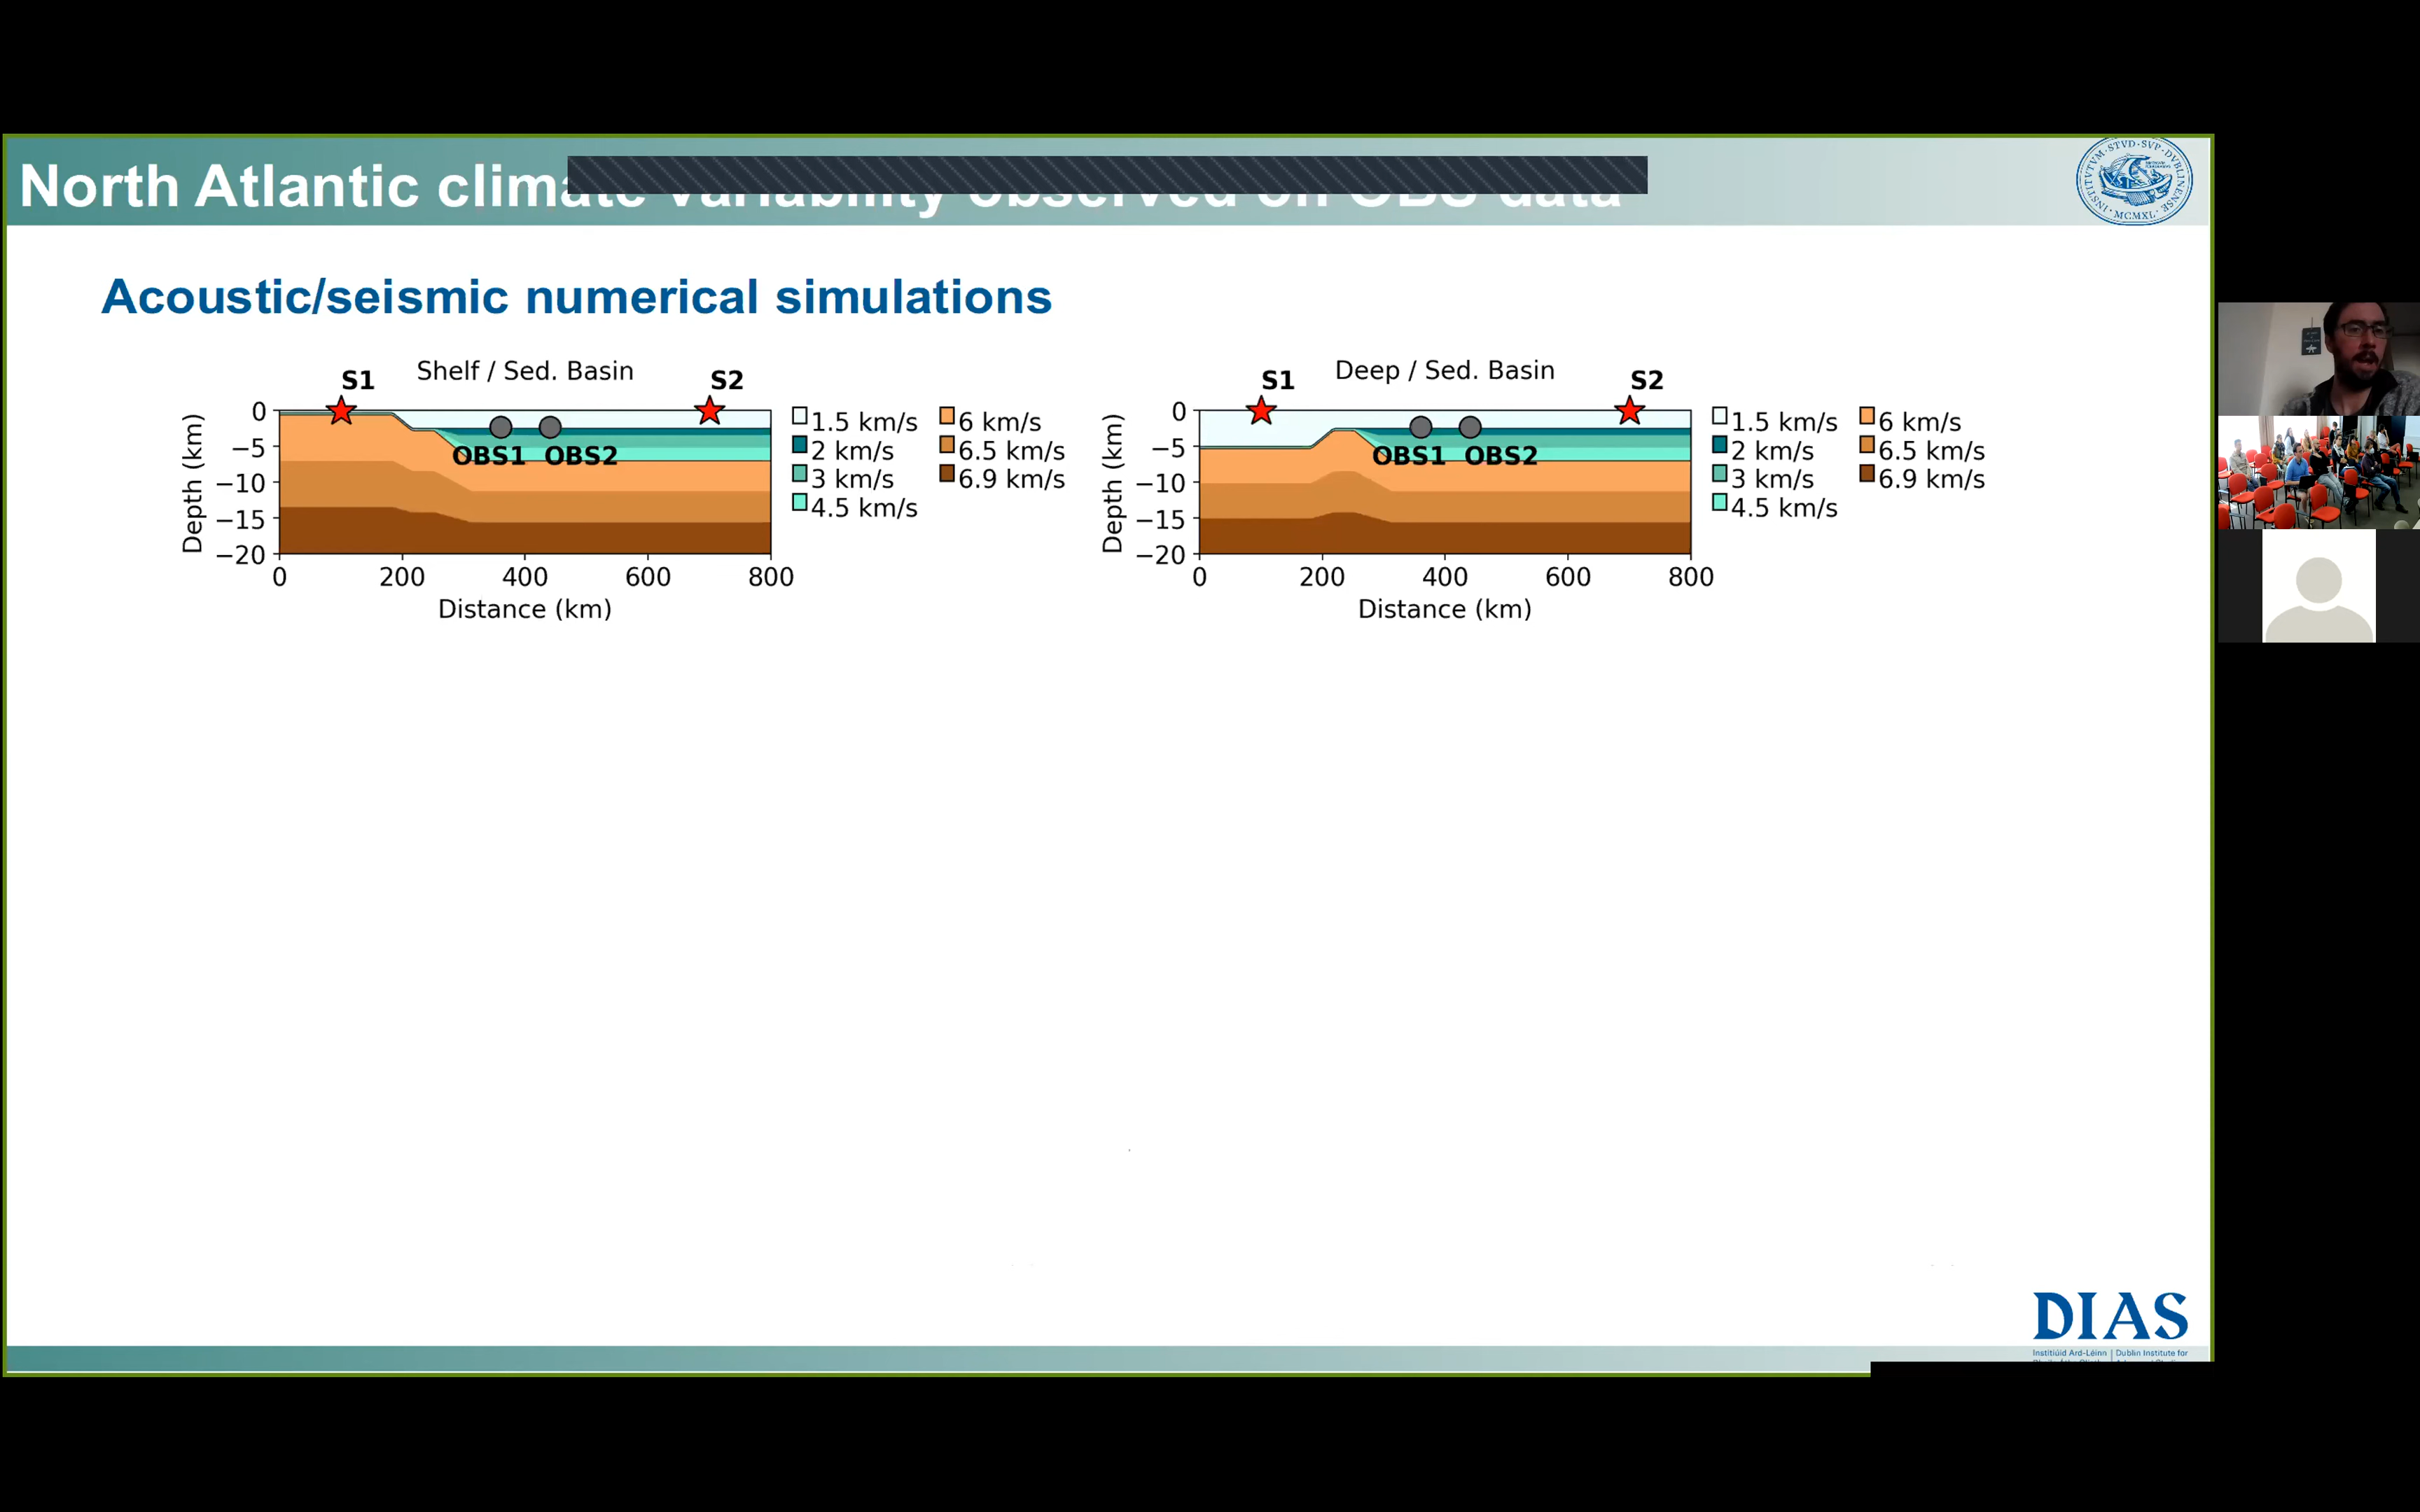 North Atlantic climate variability observed on OBS data
INSTITVTVM · STVD · SVP · DVBLINENSE · MCMXL
Acoustic/seismic numerical simulations
Shelf / Sed. Basin
S1
S2
OBS1
OBS2
Depth (km)
0
−5
−10
−15
−20
0 200 400 600 800
Distance (km)
1.5 km/s
2 km/s
3 km/s
4.5 km/s
6 km/s
6.5 km/s
6.9 km/s
Deep / Sed. Basin
S1
S2
OBS1
OBS2
Depth (km)
0
−5
−10
−15
−20
0 200 400 600 800
Distance (km)
1.5 km/s
2 km/s
3 km/s
4.5 km/s
6 km/s
6.5 km/s
6.9 km/s
DIAS
Institiúid Ard-Léinn | Dublin Institute for